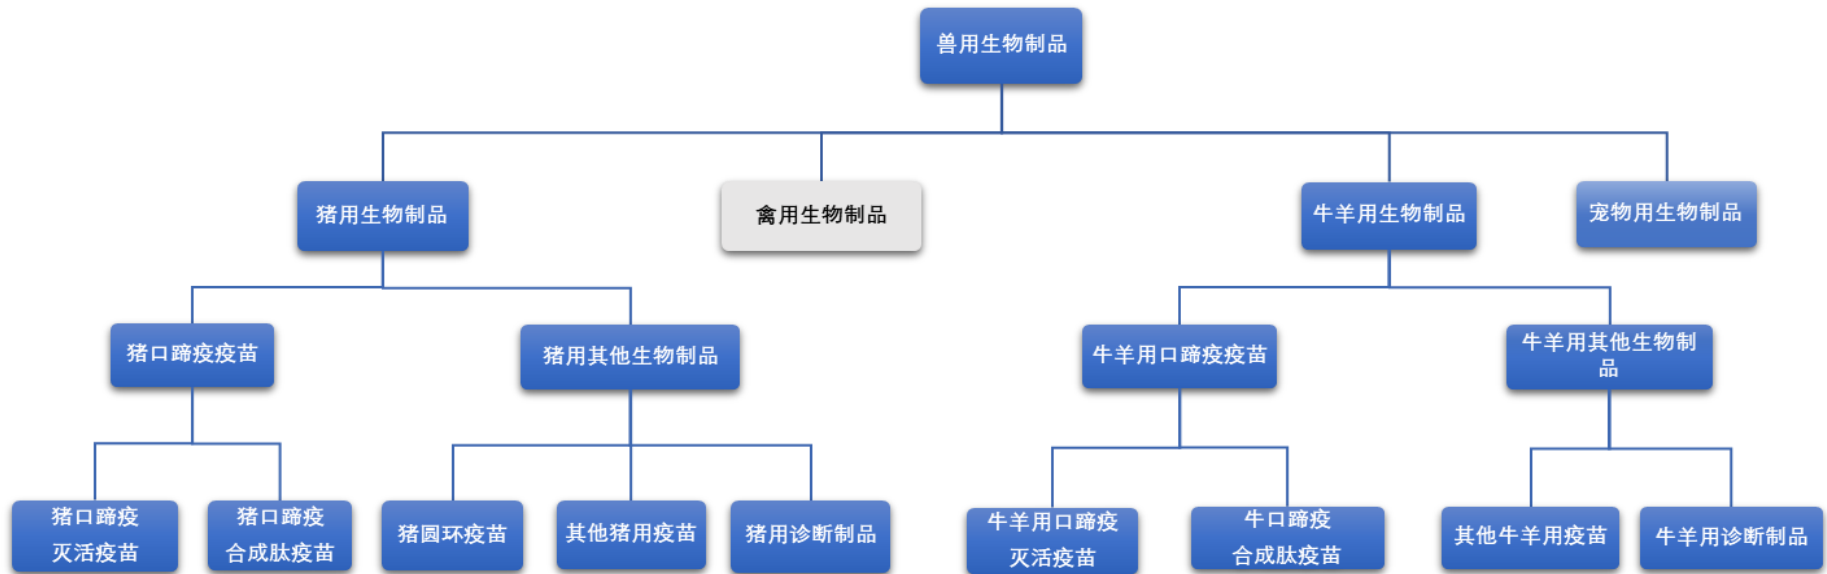 兽用生物制品
猪用生物制品
禽用生物制品
牛羊用生物制品
宠物用生物制品
猪口蹄疫疫苗
猪用其他生物制品
牛羊用口蹄疫疫苗
牛羊用其他生物制
品
猪口蹄疫
灭活疫苗
猪口蹄疫
合成肽疫苗
猪圆环疫苗
其他猪用疫苗
猪用诊断制品
牛羊用口蹄疫
灭活疫苗
牛口蹄疫
合成肽疫苗
其他牛羊用疫苗
牛羊用诊断制品